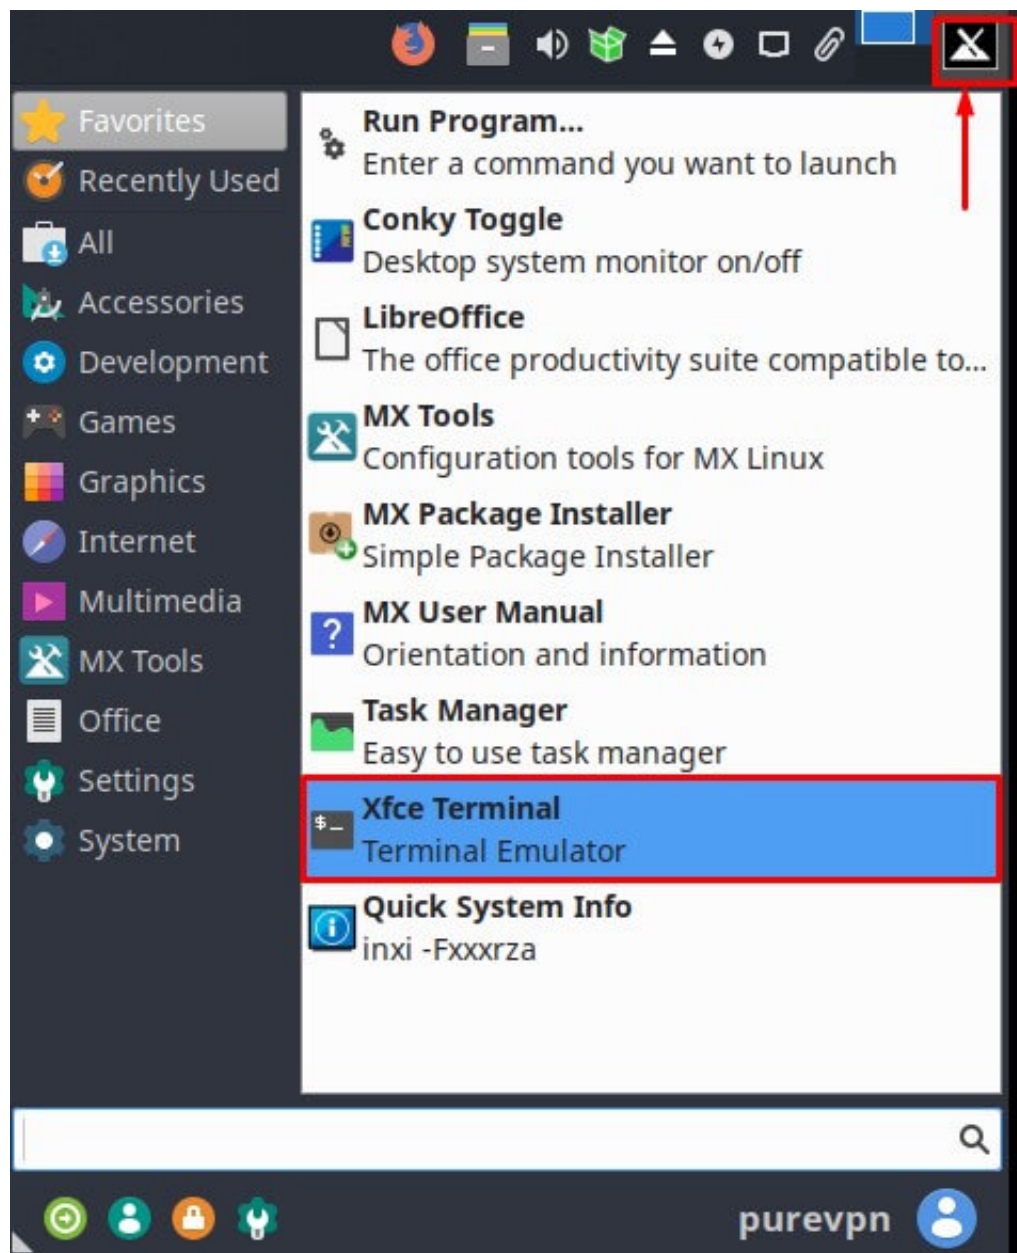 Favorites
Recently Used
All
Accessories
Development
Games
Graphics
Internet
Multimedia
MX Tools
Office
Settings
System
Run Program...
Enter a command you want to launch
Conky Toggle
Desktop system monitor on/off
LibreOffice
The office productivity suite compatible to...
MX Tools
Configuration tools for MX Linux
MX Package Installer
Simple Package Installer
MX User Manual
Orientation and information
Task Manager
Easy to use task manager
$_
Xfce Terminal
Terminal Emulator
Quick System Info
inxi -Fxxxrza
purevpn